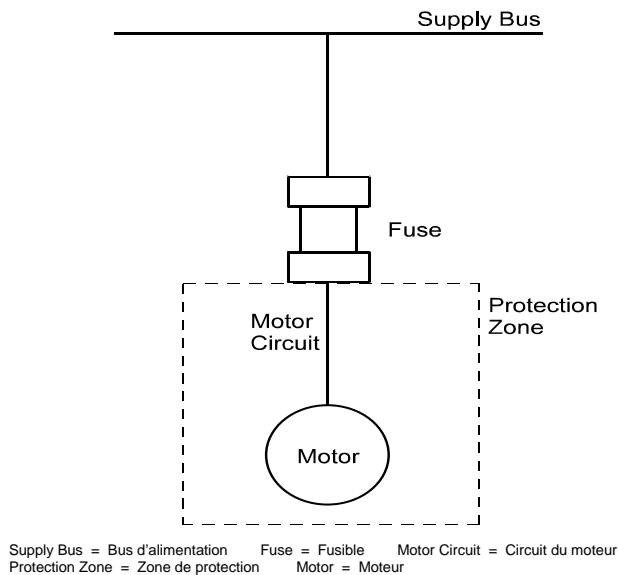 Supply Bus
Fuse
Protection
Zone
Motor
Circuit
Motor
Supply Bus = Bus d'alimentation Fuse = Fusible Motor Circuit = Circuit du moteur
Protection Zone = Zone de protection Motor = Moteur